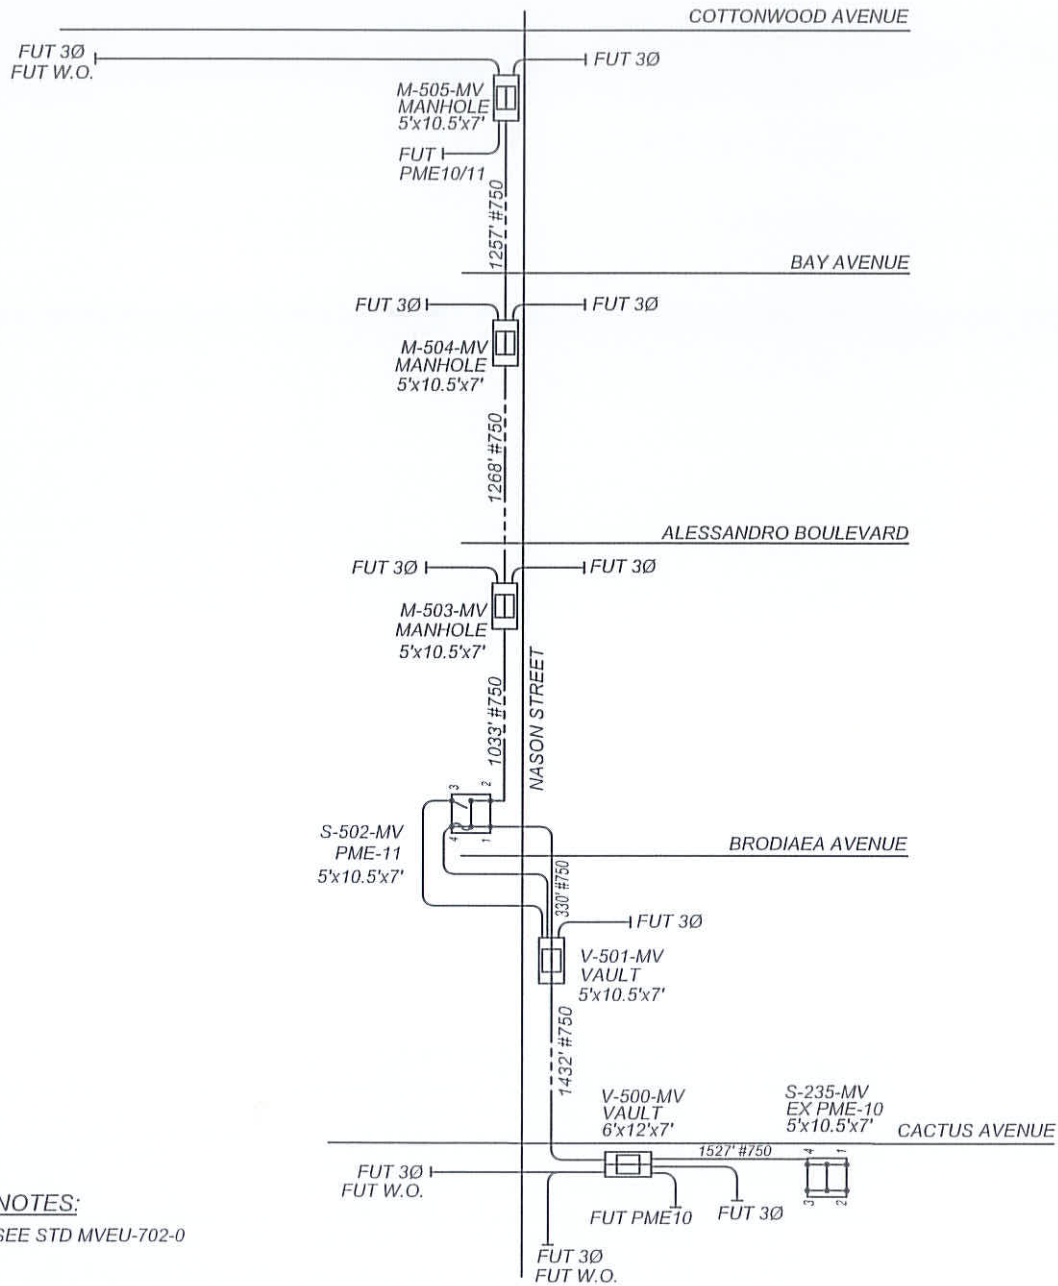 COTTONWOOD AVENUE
FUT 3Ø
FUT W.O.
FUT 3Ø
M-505-MV
MANHOLE
5'x10.5'x7'
FUT
PME10/11
1257' #750
BAY AVENUE
FUT 3Ø
FUT 3Ø
M-504-MV
MANHOLE
5'x10.5'x7'
1268' #750
ALESSANDRO BOULEVARD
FUT 3Ø
FUT 3Ø
M-503-MV
MANHOLE
5'x10.5'x7'
1033' #750
NASON STREET
3
2
4
1
S-502-MV
PME-11
5'x10.5'x7'
BRODIAEA AVENUE
330' #750
FUT 3Ø
V-501-MV
VAULT
5'x10.5'x7'
1432' #750
V-500-MV
VAULT
6'x12'x7'
S-235-MV
EX PME-10
5'x10.5'x7'
CACTUS AVENUE
1527' #750
4
1
3
2
FUT 3Ø
FUT W.O.
FUT PME10
FUT 3Ø
FUT 3Ø
FUT W.O.
NOTES:
SEE STD MVEU-702-0